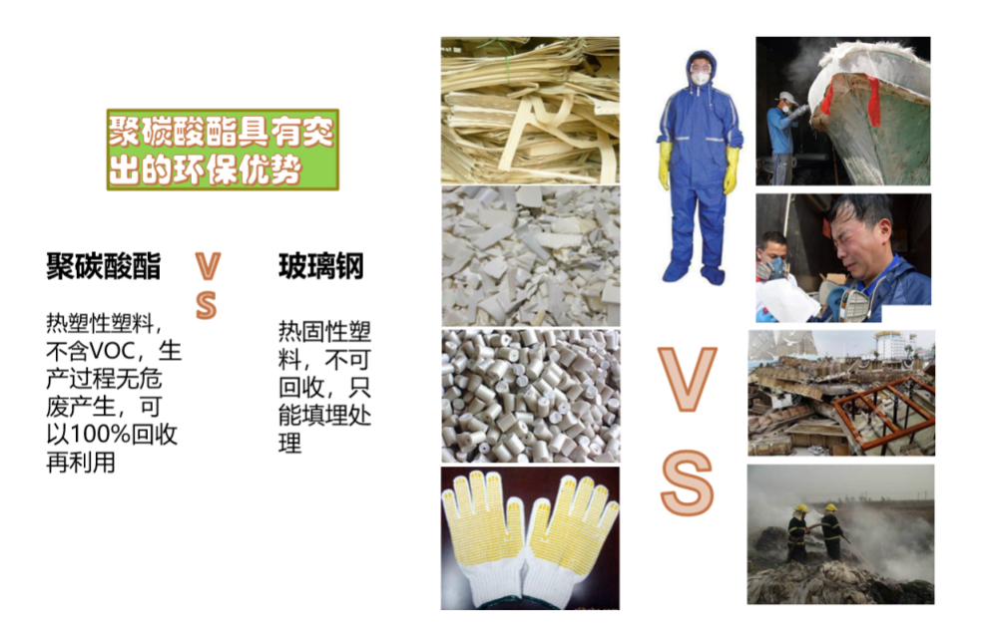 聚碳酸酯具有突
出的环保优势
聚碳酸酯
V
S
玻璃钢
热塑性塑料，
不含VOC，生
产过程无危
废产生，可
以100%回收
再利用
热固性塑
料，不可
回收，只
能填埋处
理
V
S